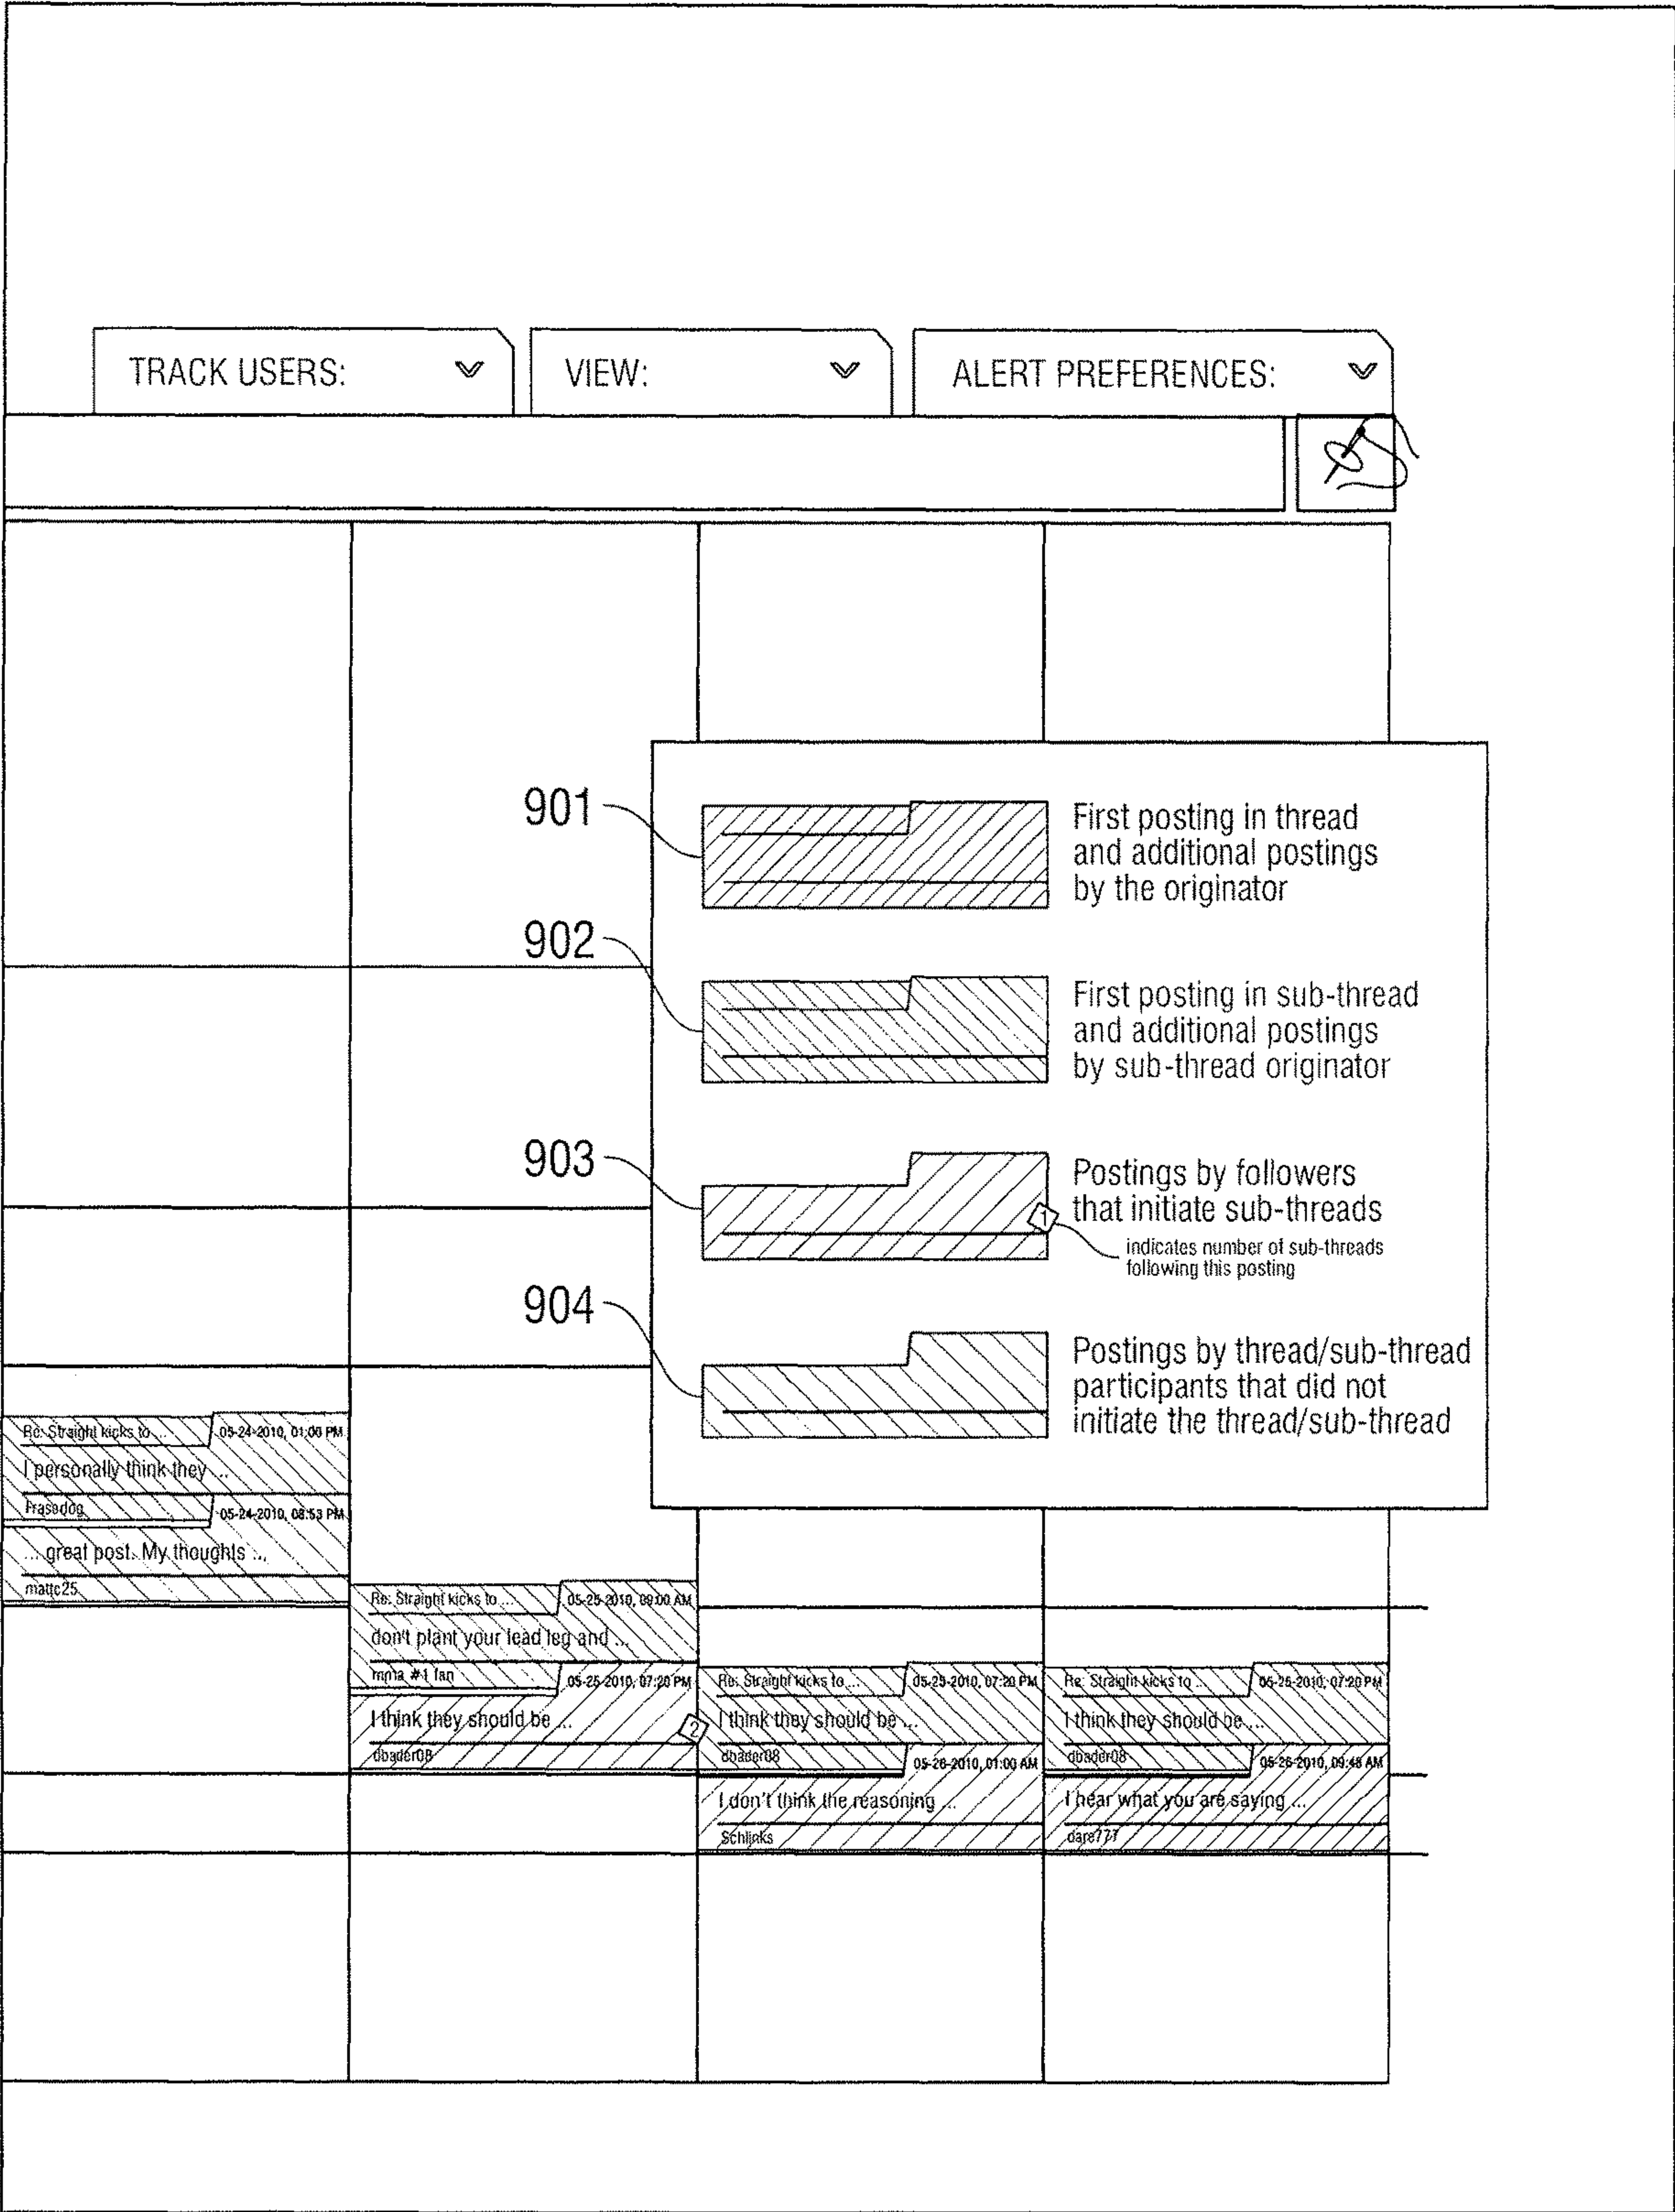 TRACK USERS:
VIEW:
ALERT PREFERENCES:
901
First posting in thread
and additional postings
by the originator
902
First posting in sub-thread
and additional postings
by sub-thread originator
903
Postings by followers
that initiate sub-threads
1
indicates number of sub-threads
following this posting
904
Postings by thread/sub-thread
participants that did not
initiate the thread/sub-thread
Re: Straight kicks to ...
05-24-2010, 01:00 PM
I personally think they ...
Frasedog
05-24-2010, 08:53 PM
... great post. My thoughts ...
mattc25
Re: Straight kicks to ...
05-25-2010, 09:00 AM
don't plant your lead leg and ...
mma #1 fan
05-25-2010, 07:20 PM
I think they should be ...
2
dbader08
Re: Straight kicks to ...
05-25-2010, 07:20 PM
I think they should be ...
dbader08
05-26-2010, 01:00 AM
I don't think the reasoning ...
Schlinks
Re: Straight kicks to ...
05-25-2010, 07:20 PM
I think they should be ...
dbader08
05-26-2010, 09:45 AM
I hear what you are saying ...
dare777